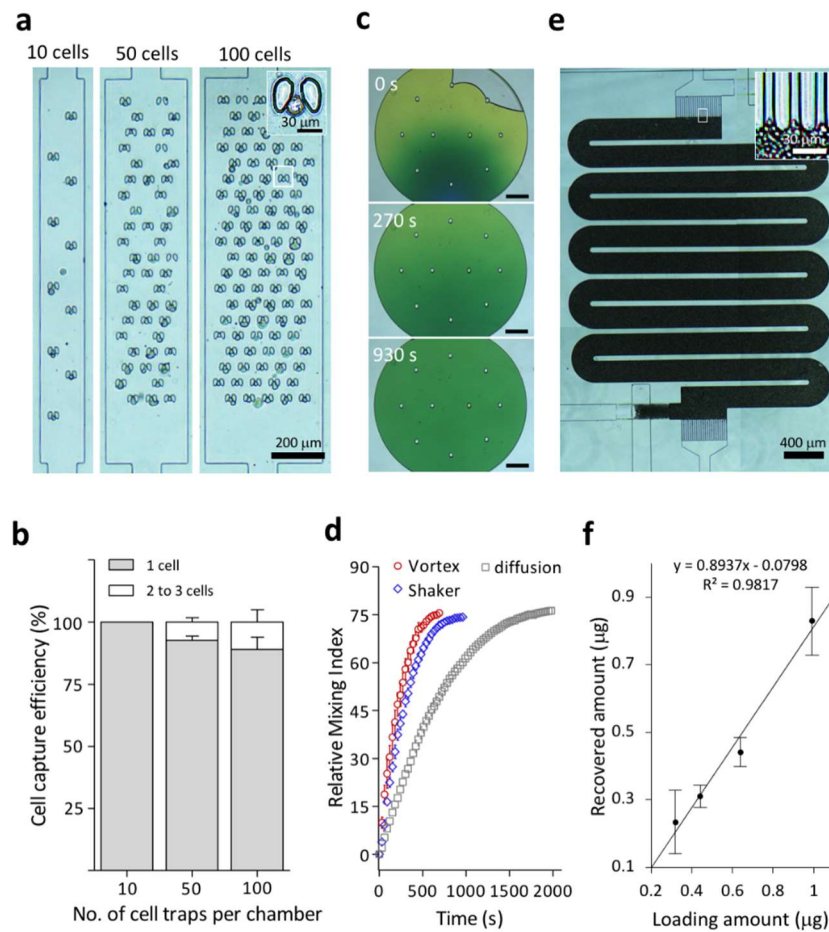 a
10 cells 50 cells 100 cells
30 μm
200 μm
c
0 s
270 s
930 s
e
30 μm
400 μm
b
1 cell
2 to 3 cells
Cell capture efficiency (%)
100
75
50
25
10 50 100
No. of cell traps per chamber
d
Vortex diffusion
Shaker
Relative Mixing Index
90
75
60
45
30
15
0
0 500 1000 1500 2000
Time (s)
f
y = 0.8937x - 0.0798
R² = 0.9817
Recovered amount (μg)
0.9
0.8
0.5
0.3
0.1
0.2 0.4 0.6 0.8 1
Loading amount (μg)